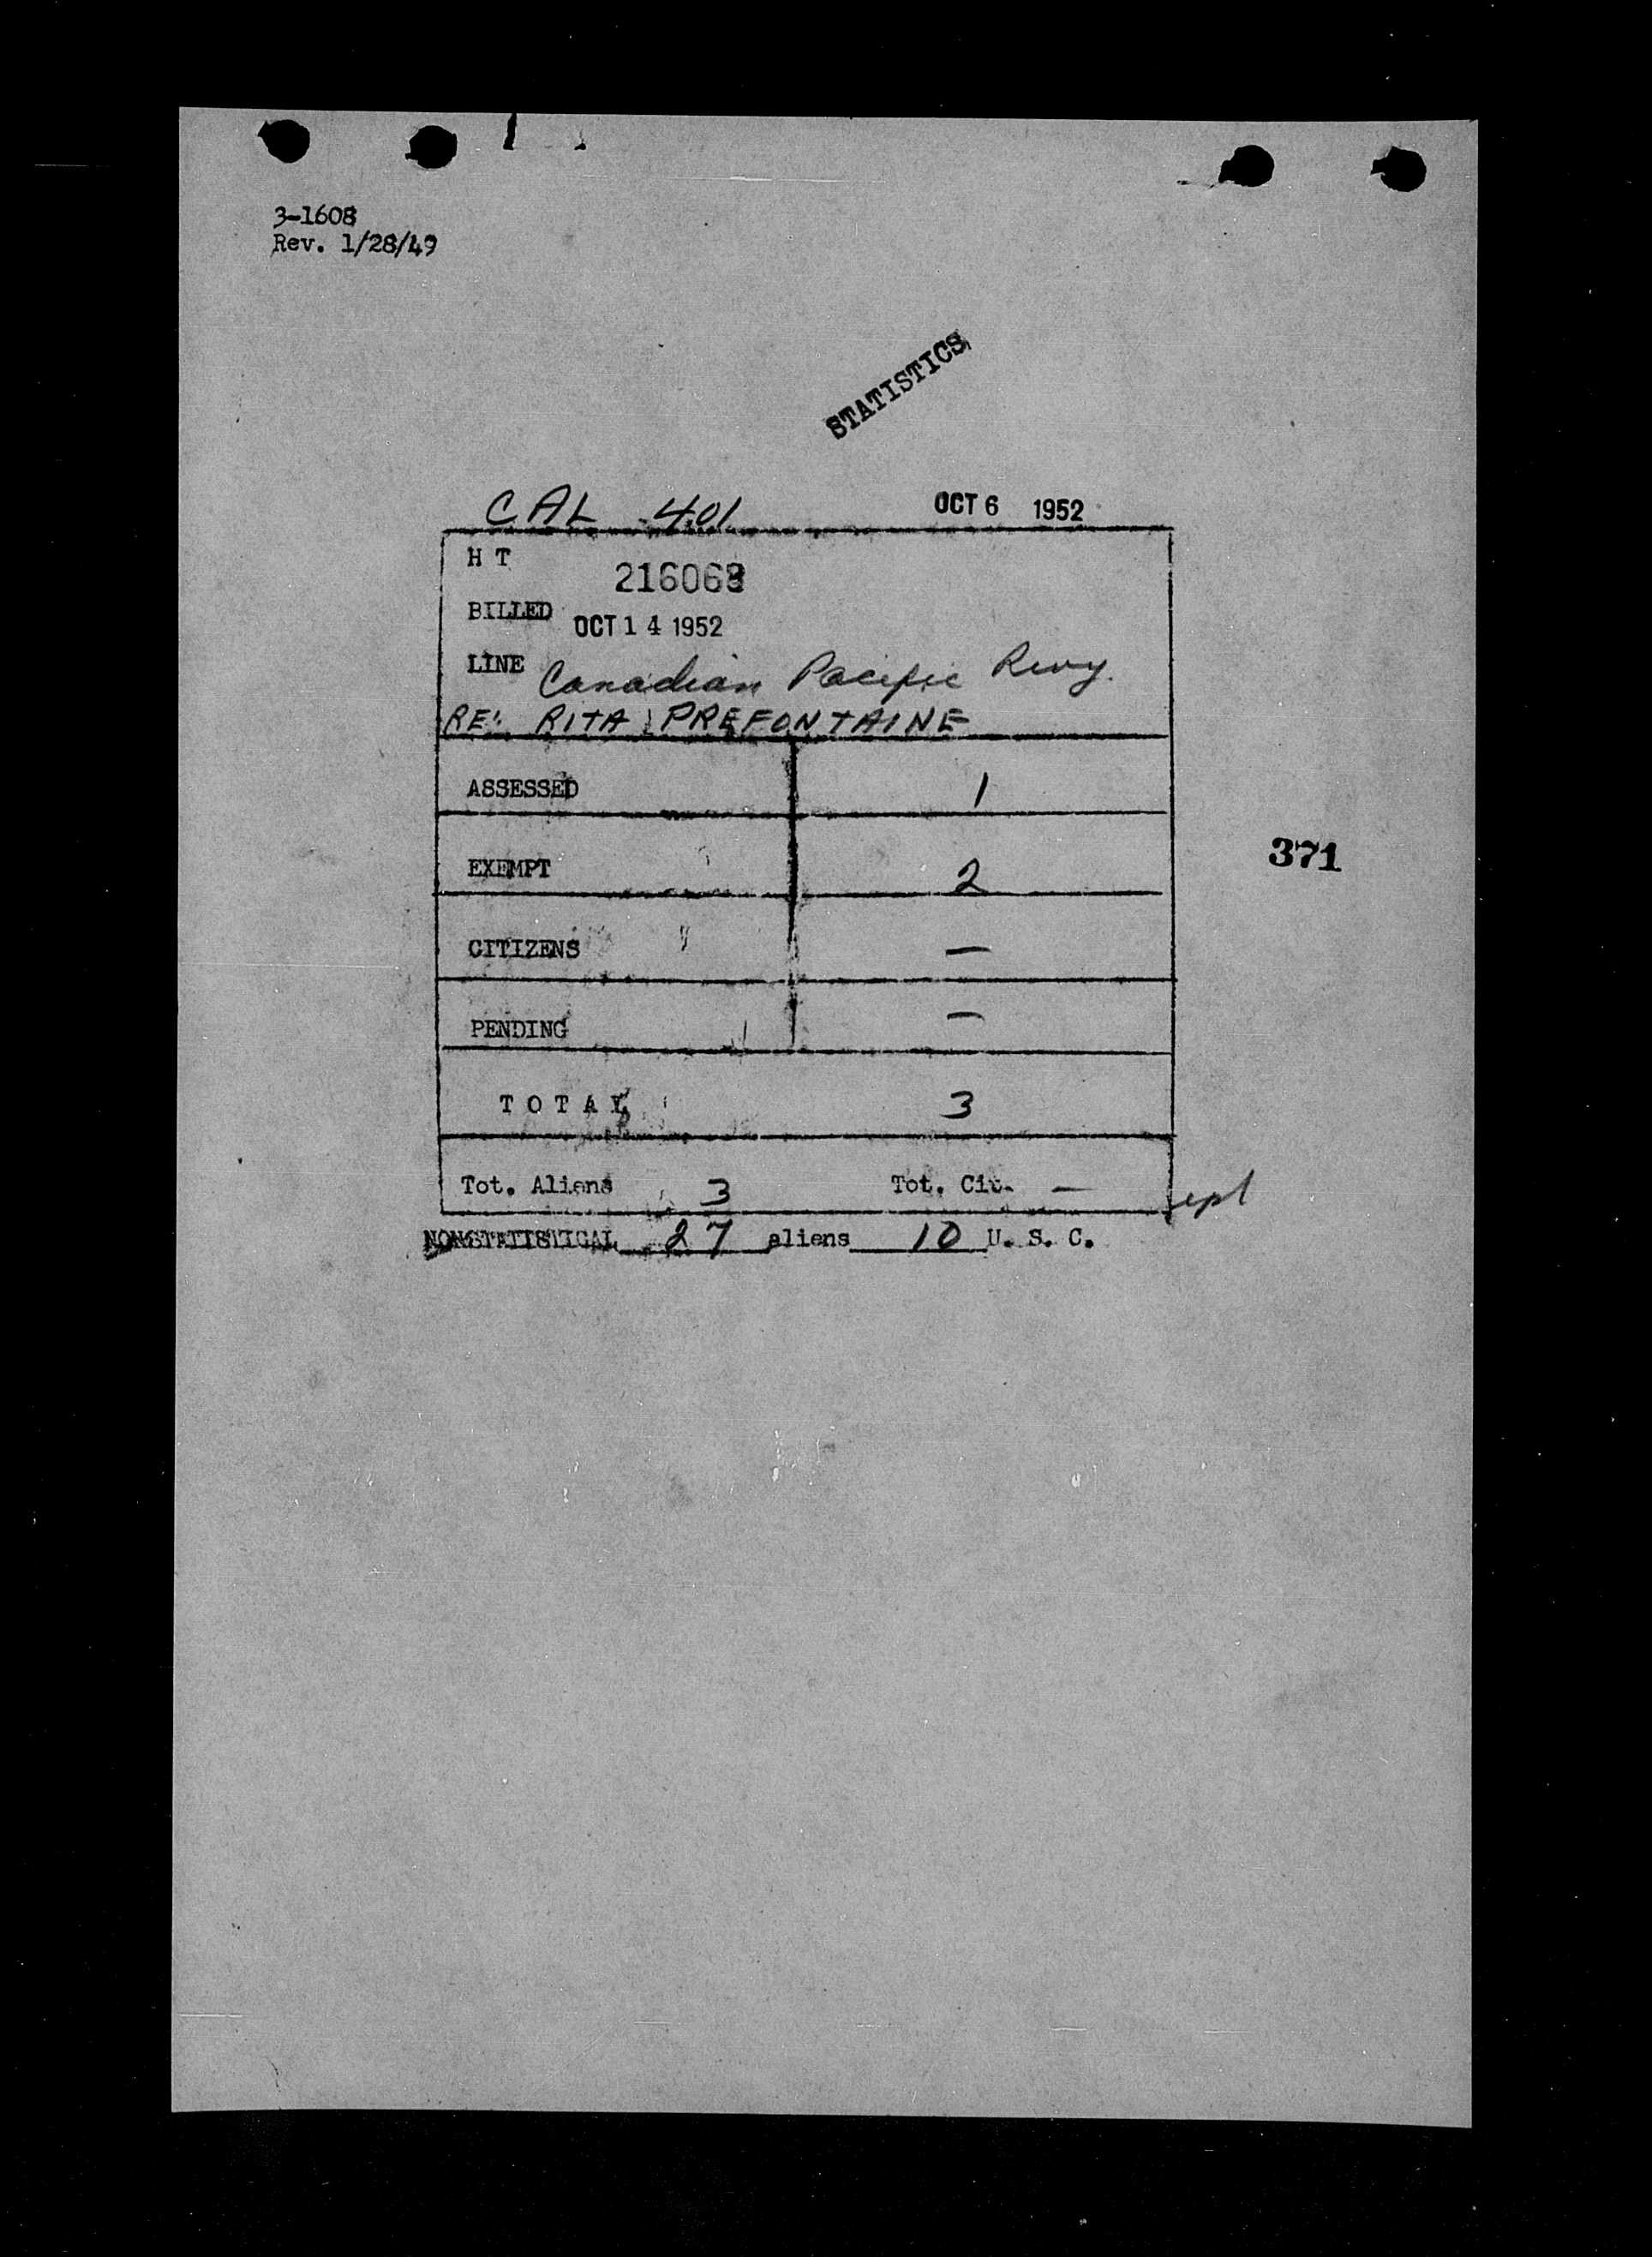 3-1608
Rev. 1/28/49
STATISTICS
CAL 401 OCT 6 1952
H T
216068
BILLED OCT 14 1952
LINE Canadian Pacific Rwy.
RE: RITA PREFONTAINE
ASSESSED 1
371
EXEMPT 2
CITIZENS —
PENDING —
TOTAL 3
Tot. Aliens 3 Tot. Cit. —
NONSTATISTICAL 27 aliens 10 U. S. C.